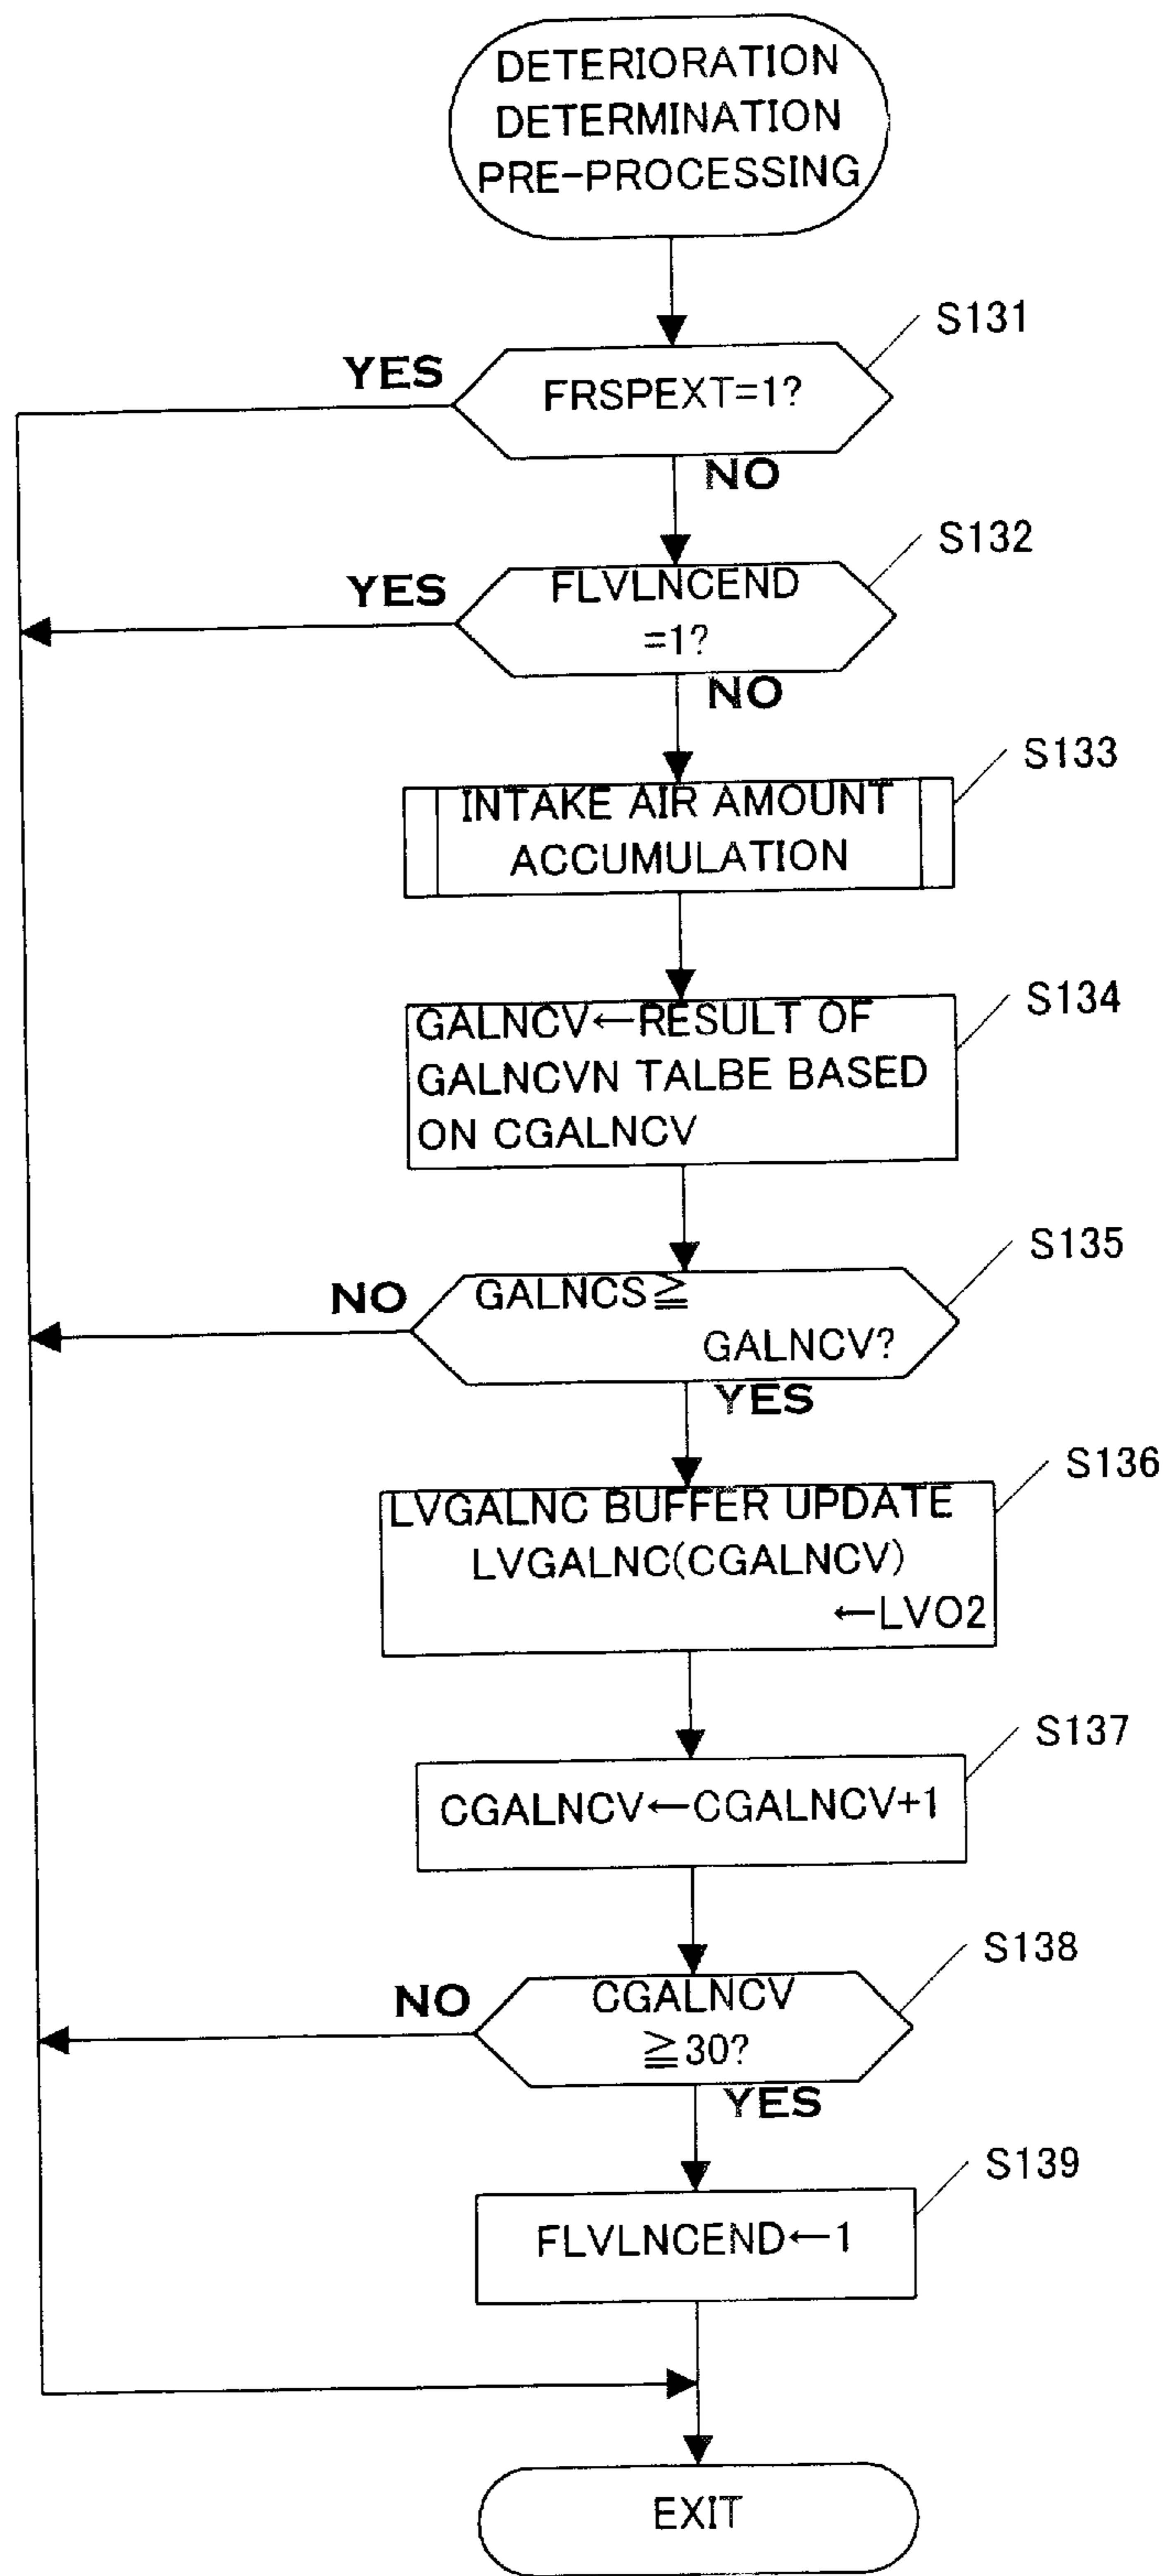 DETERIORATION
DETERMINATION
PRE-PROCESSING
S131
YES
FRSPEXT=1?
NO
S132
YES
FLVLNCEND
=1?
NO
S133
INTAKE AIR AMOUNT
ACCUMULATION
S134
GALNCV←RESULT OF
GALNCVN TALBE BASED
ON CGALNCV
S135
NO
GALNCS≧
GALNCV?
YES
S136
LVGALNC BUFFER UPDATE
LVGALNC(CGALNCV)
←LVO2
S137
CGALNCV←CGALNCV+1
S138
NO
CGALNCV
≧30?
YES
S139
FLVLNCEND←1
EXIT